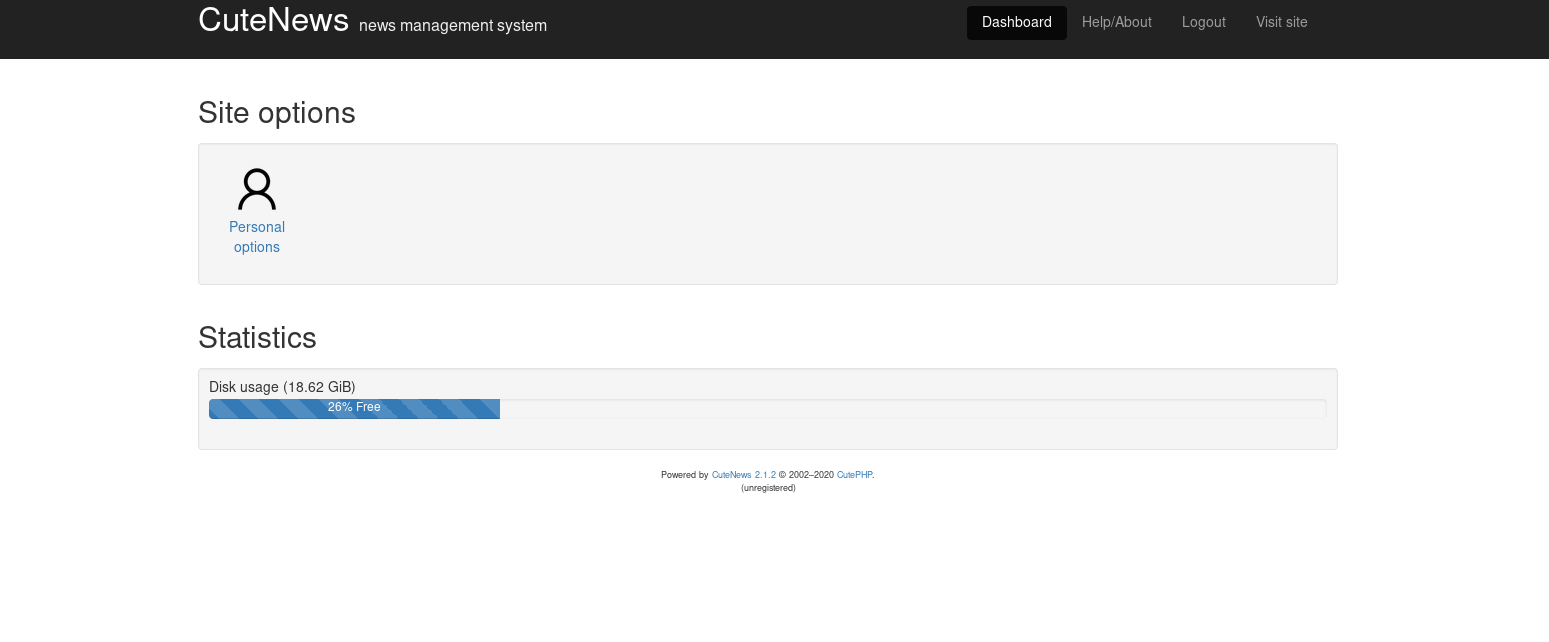 CuteNews news management system Dashboard Help/About Logout Visit site
Site options
Personal
options
Statistics
Disk usage (18.62 GiB)
26% Free
Powered by CuteNews 2.1.2 © 2002–2020 CutePHP.
(unregistered)